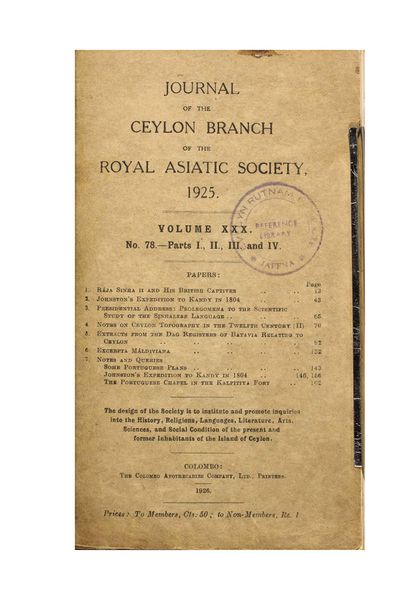 JOURNAL
OF THE
CEYLON BRANCH
OF THE
ROYAL ASIATIC SOCIETY,
1925.
VOLUME XXX.
No. 78.—Parts I., II., III. and IV.
REFERENCE
LIBRARY
JAFFNA
PAPERS:
Page
1. RÁJA SINHA II AND HIS BRITISH CAPTIVES .. .. 13
2. JOHNSTON'S EXPEDITION TO KANDY IN 1804 .. .. 43
3. PRESIDENTIAL ADDRESS: PROLEGOMENA TO THE SCIENTIFIC
STUDY OF THE SINHALESE LANGUAGE .. .. 65
4. NOTES ON CEYLON TOPOGRAPHY IN THE TWELFTH CENTURY (II) 70
5. EXTRACTS FROM THE DAG REGISTERS OF BATAVIA RELATING TO
CEYLON .. .. .. .. 92
6. EXCERPTA MÁLDIVIANA .. .. .. 132
7. NOTES AND QUERIES
SOME PORTUGUESE PLANS .. .. .. 143
JOHNSTON'S EXPEDITION TO KANDY IN 1804 .. 146, 156
THE PORTUGUESE CHAPEL IN THE KALPITIYA FORT .. 162
The design of the Society is to institute and promote inquiries
into the History, Religions, Languages, Literature, Arts,
Sciences, and Social Condition of the present and
former Inhabitants of the Island of Ceylon.
COLOMBO:
THE COLOMBO APOTHECARIES COMPANY, LTD., PRINTERS.
1926.
Prices: To Members, Cts. 50; to Non-Members, Re. 1